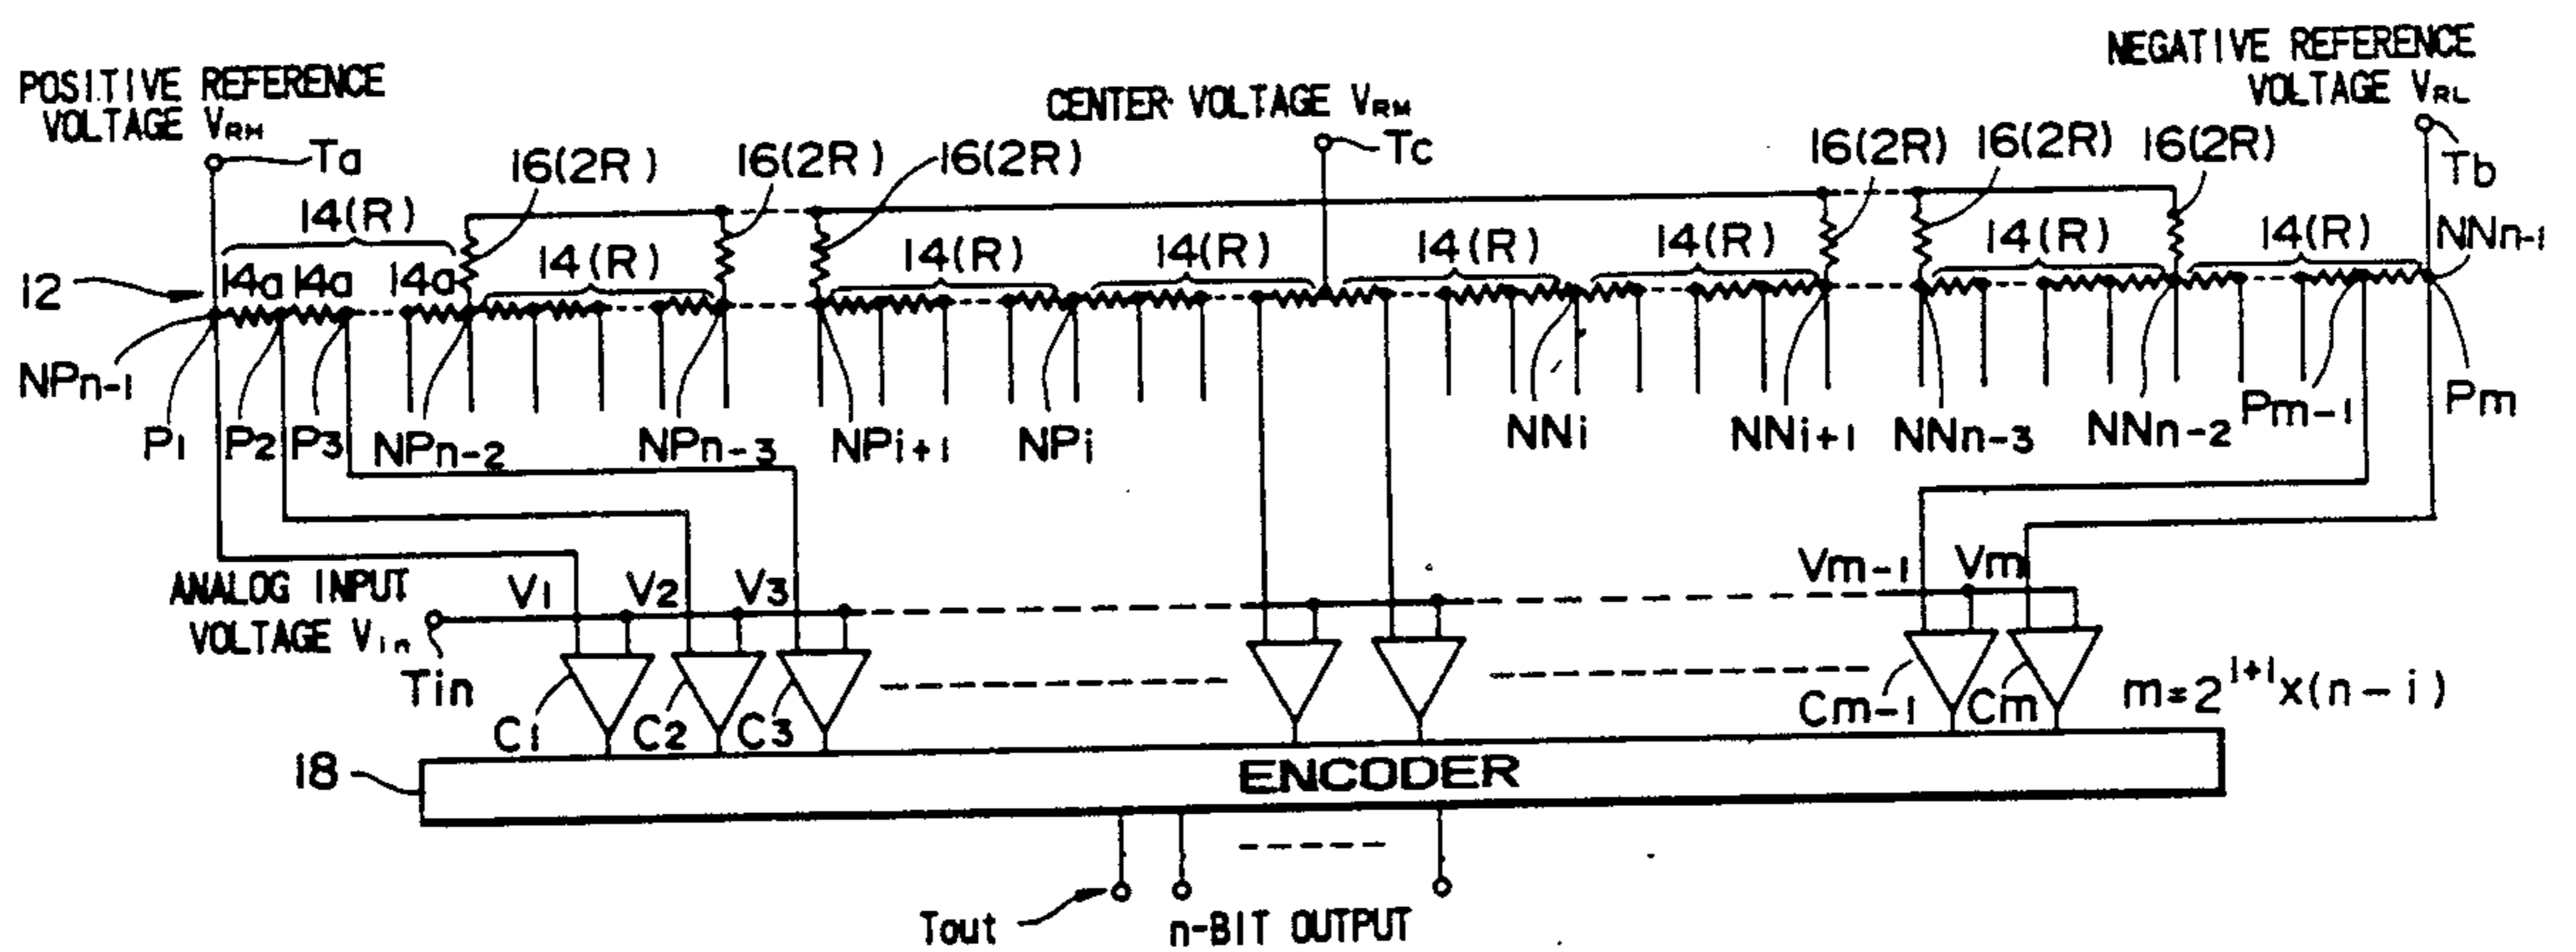 POSITIVE REFERENCE
VOLTAGE VRH
Ta
CENTER VOLTAGE VRM
Tc
NEGATIVE REFERENCE
VOLTAGE VRL
Tb
16(2R) 16(2R) 16(2R) 16(2R) 16(2R) 16(2R)
14(R) 14(R) 14(R) 14(R) 14(R) 14(R) 14(R) 14(R)
NNn-1
12
14a 14a 14a
NPn-1
P1 P2 P3 NPn-2 NPn-3 NPi+1 NPi NNi NNi+1 NNn-3 NNn-2 Pm-1 Pm
ANALOG INPUT
VOLTAGE Vin
V1 V2 V3 Vm-1 Vm
Tin
C1 C2 C3 Cm-1 Cm
m=2^i+1x(n-i)
18
ENCODER
Tout
n-BIT OUTPUT